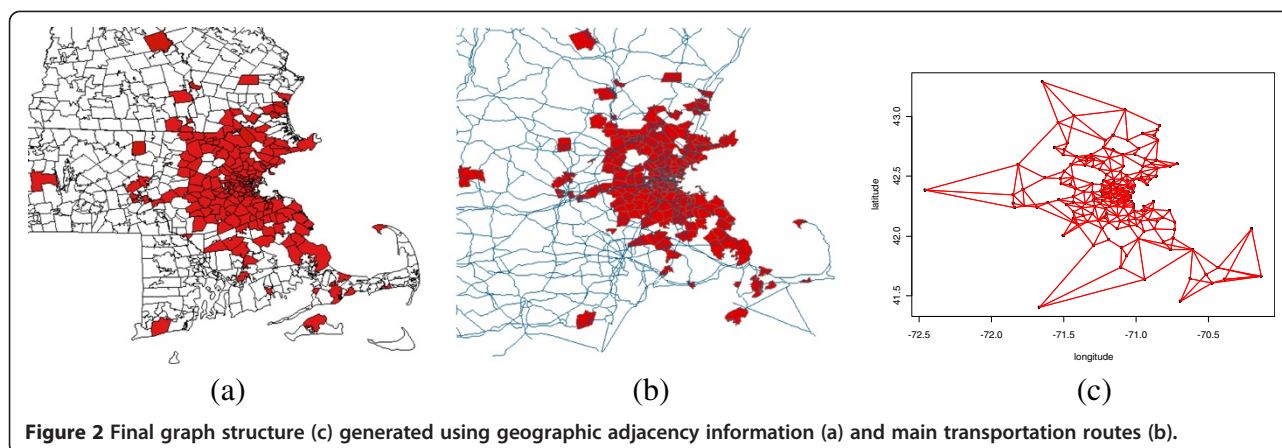 43.0
42.5
42.0
41.5
latitude
-72.5 -72.0 -71.5 -71.0 -70.5
longitude
(a) (b) (c)
Figure 2 Final graph structure (c) generated using geographic adjacency information (a) and main transportation routes (b).